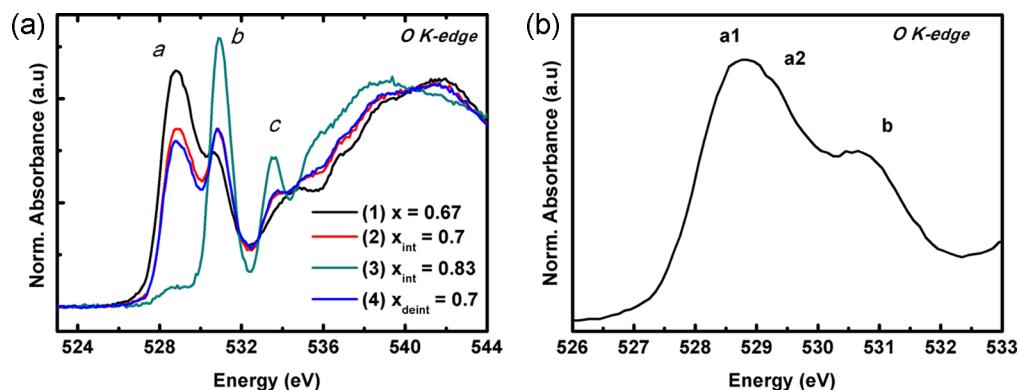 (a)
a
b
O K-edge
c
Norm. Absorbance (a.u)
(1) x = 0.67
(2) x_int = 0.7
(3) x_int = 0.83
(4) x_deint = 0.7
524 528 532 536 540 544
Energy (eV)
(b)
a1
O K-edge
a2
b
Norm. Absorbance (a.u)
526 527 528 529 530 531 532 533
Energy (eV)